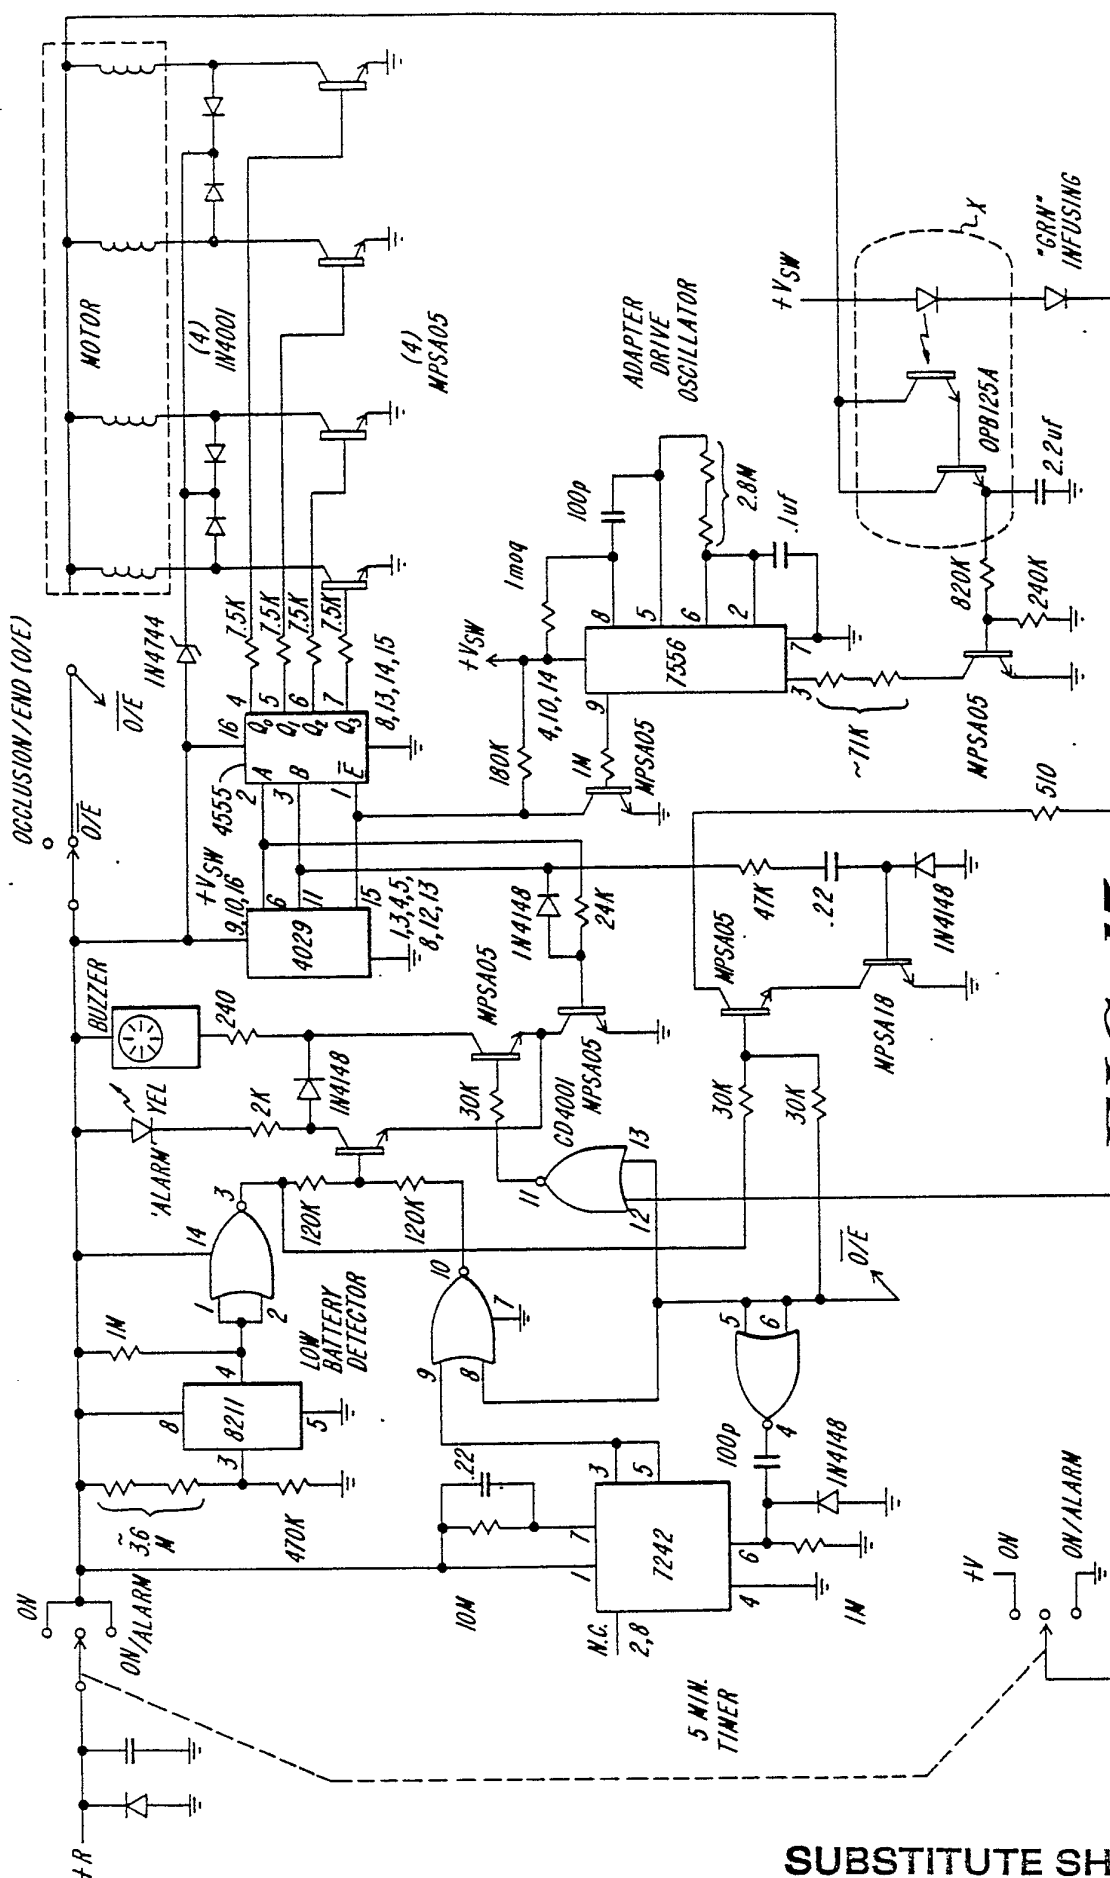 OCCLUSION/END (O/E)
O/E
O/E
MOTOR
(4)
IN4001
(4)
MPSA05
IN4744
7.5K
7.5K
7.5K
7.5K
16
4
5
6
7
Q0
Q1
Q2
Q3
A
B
E
2
3
1
4555
8,13,14,15
+VSW
9,10,16
6
11
15
4029
1,3,4,5,
8,12,13
BUZZER
240
YEL
'ALARM'
2K
IN4148
MPSA05
30K
CD4001
MPSA05
IN4148
24K
47K
.22
IN4148
MPSA18
MPSA05
30K
30K
510
+VSW
1meg
4,10,14
180K
1M
MPSA05
9
8
5
6
2
7
3
7556
100p
2.8M
.1uf
ADAPTER
DRIVE
OSCILLATOR
~71K
MPSA05
820K
240K
2.2uf
OPB125A
X
+VSW
"GRN"
INFUSING
14
3
1
2
120K
120K
11
12
13
10
9
8
7
LOW
BATTERY
DETECTOR
1M
8
4
3
5
8211
~3.6
M
470K
ON
ON/ALARM
+R
10M
.22
7242
1
7
3
5
6
4
N.C.
2,8
5 MIN.
TIMER
1M
IN4148
100p
4
5
6
O/E
+V
ON
ON/ALARM
SUBSTITUTE SH